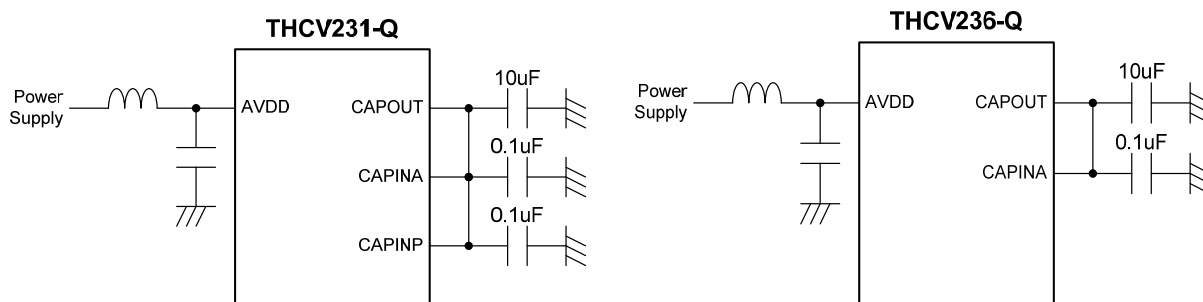 THCV231-Q
Power
Supply
AVDD
CAPOUT
10uF
CAPINA
0.1uF
CAPINP
0.1uF
THCV236-Q
Power
Supply
AVDD
CAPOUT
10uF
CAPINA
0.1uF